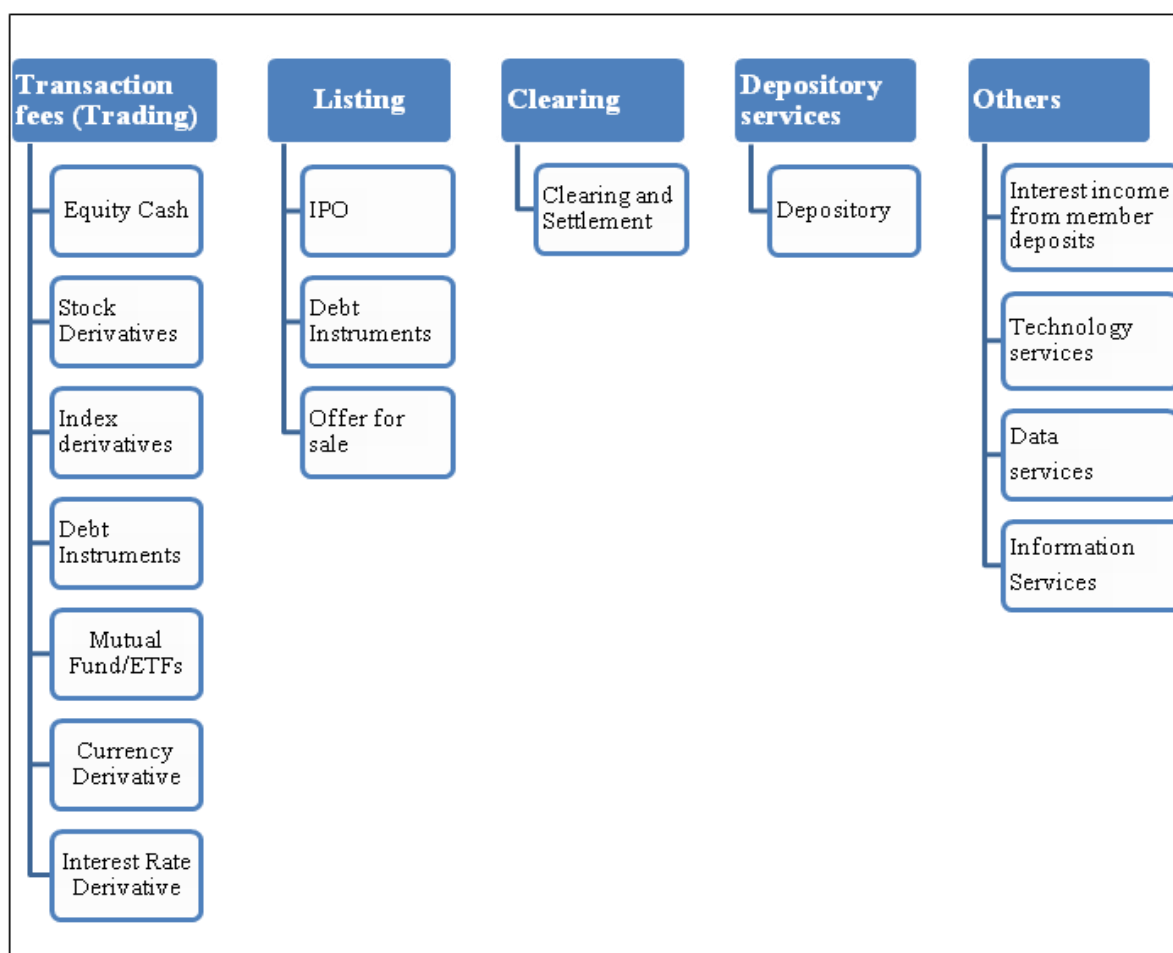 Transaction
fees (Trading)
Equity Cash
Stock
Derivatives
Index
derivatives
Debt
Instruments
Mutual
Fund/ETFs
Currency
Derivative
Interest Rate
Derivative
Listing
IPO
Debt
Instruments
Offer for
sale
Clearing
Clearing and
Settlement
Depository
services
Depository
Others
Interest income
from member
deposits
Technology
services
Data
services
Information
Services